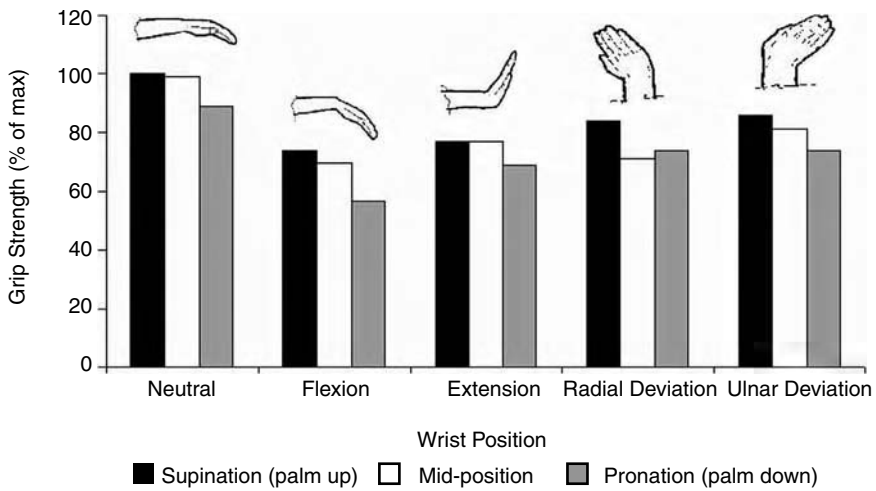 Grip Strength (% of max)
120
100
80
60
40
20
0
Neutral Flexion Extension Radial Deviation Ulnar Deviation
Wrist Position
Supination (palm up) Mid-position Pronation (palm down)